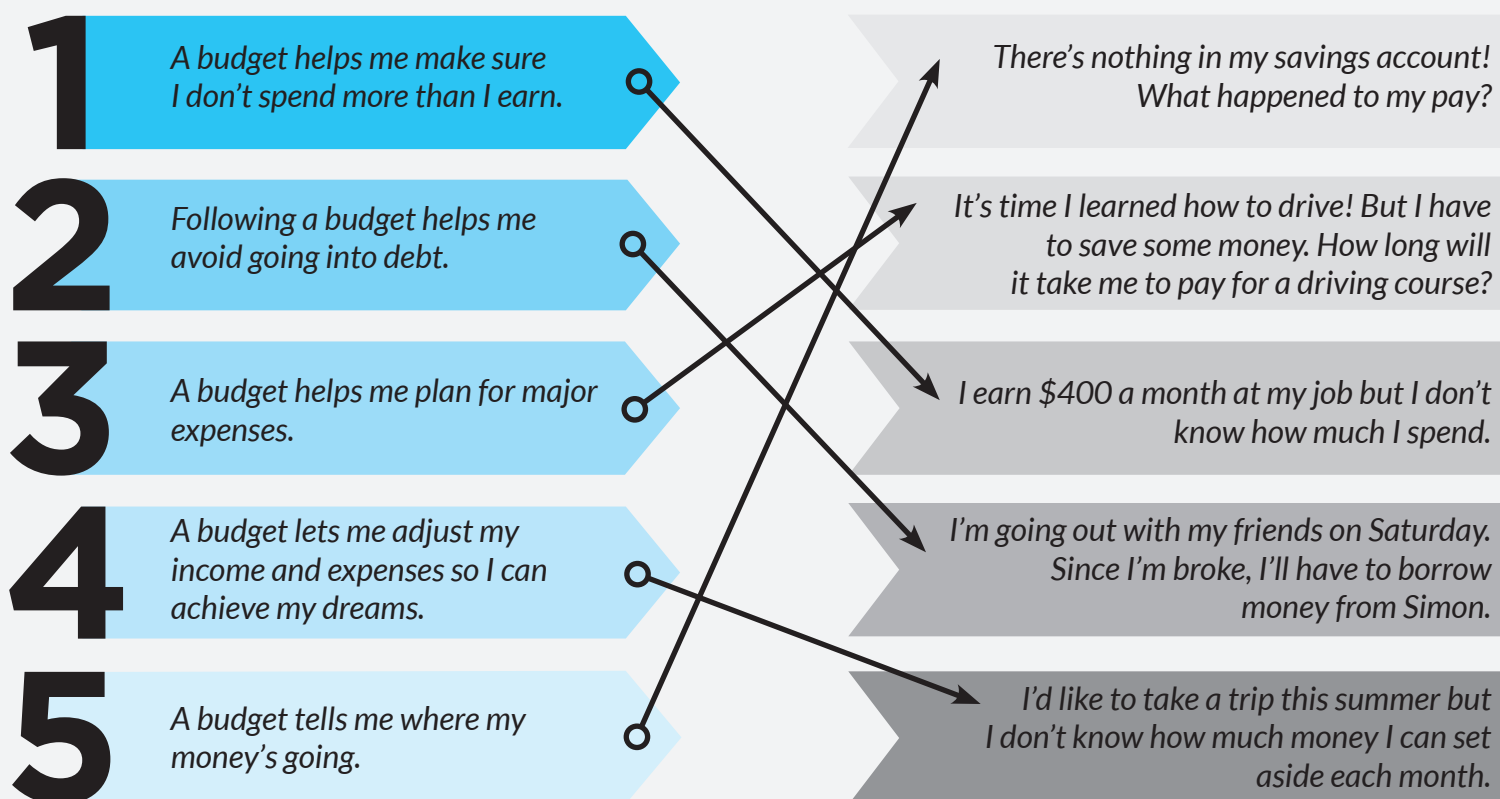 1
A budget helps me make sure
I don’t spend more than I earn.
2
Following a budget helps me
avoid going into debt.
3
A budget helps me plan for major
expenses.
4
A budget lets me adjust my
income and expenses so I can
achieve my dreams.
5
A budget tells me where my
money’s going.
There’s nothing in my savings account!
What happened to my pay?
It’s time I learned how to drive! But I have
to save some money. How long will
it take me to pay for a driving course?
I earn $400 a month at my job but I don’t
know how much I spend.
I’m going out with my friends on Saturday.
Since I’m broke, I’ll have to borrow
money from Simon.
I’d like to take a trip this summer but
I don’t know how much money I can set
aside each month.